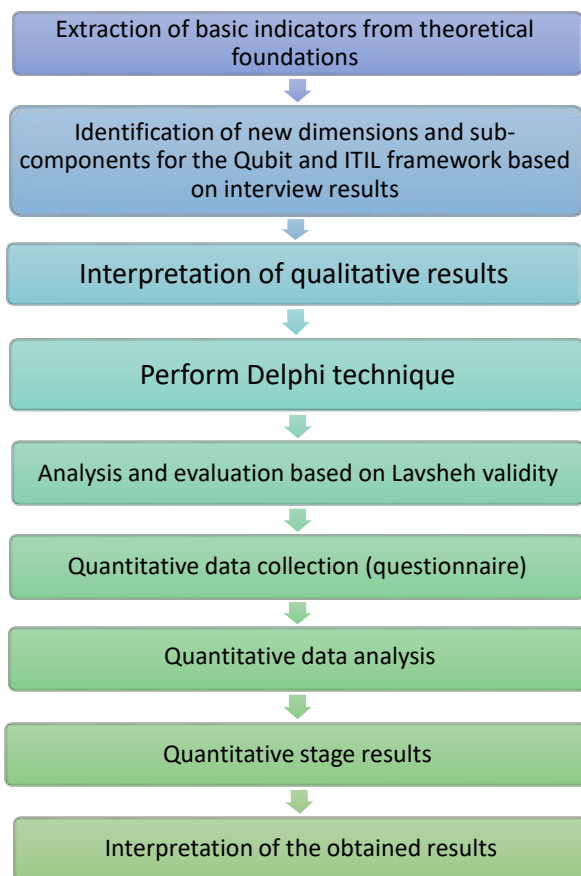 Extraction of basic indicators from theoretical
foundations
Identification of new dimensions and sub-
components for the Qubit and ITIL framework based
on interview results
Interpretation of qualitative results
Perform Delphi technique
Analysis and evaluation based on Lavsheh validity
Quantitative data collection (questionnaire)
Quantitative data analysis
Quantitative stage results
Interpretation of the obtained results